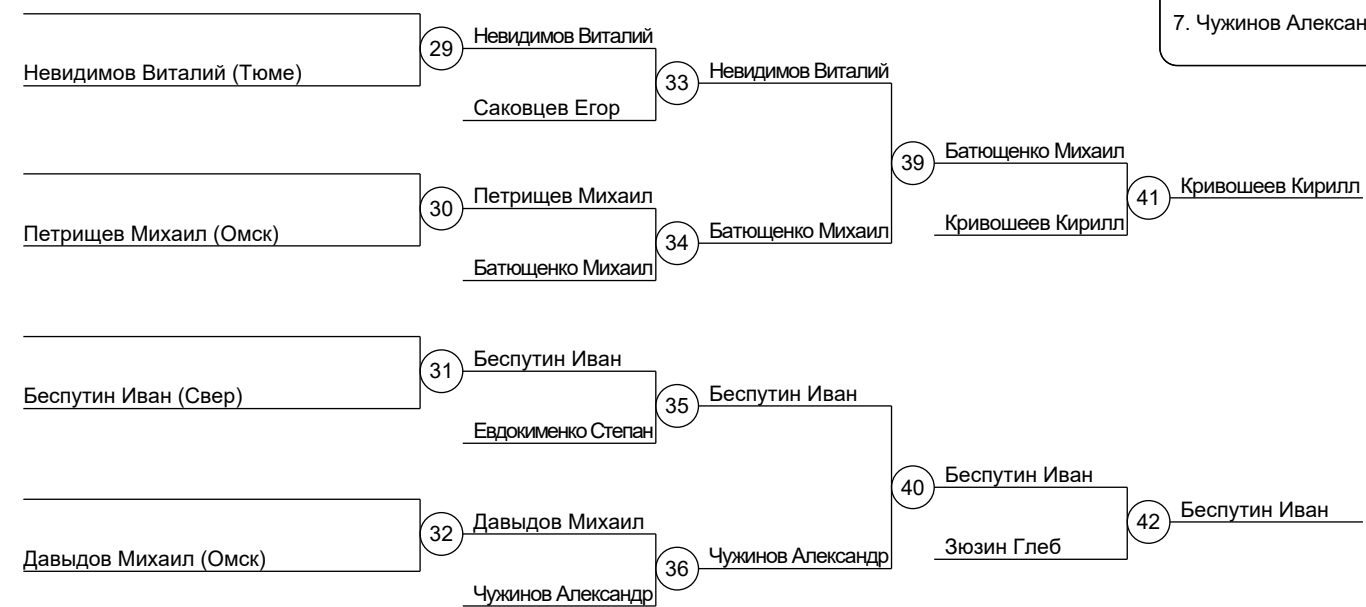 7. Чужинов Алексан
29
Невидимов Виталий
Невидимов Виталий (Тюме)
33
Невидимов Виталий
Саковцев Егор
39
Батющенко Михаил
41
Кривошеев Кирилл
30
Петрищев Михаил
Петрищев Михаил (Омск)
34
Батющенко Михаил
Кривошеев Кирилл
Батющенко Михаил
31
Беспутин Иван
Беспутин Иван (Свер)
35
Беспутин Иван
Евдокименко Степан
40
Беспутин Иван
42
Беспутин Иван
32
Давыдов Михаил
Давыдов Михаил (Омск)
36
Чужинов Александр
Зюзин Глеб
Чужинов Александр